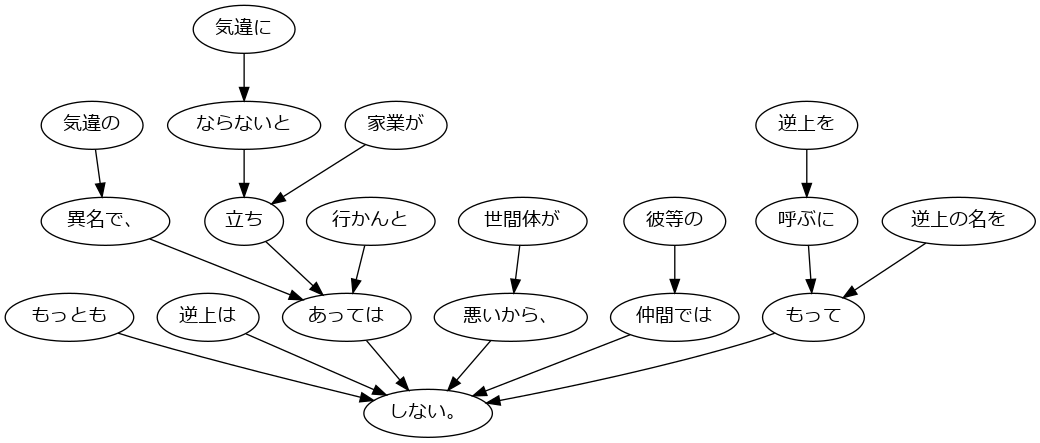 気違に
気違の
ならないと
家業が
逆上を
異名で、
立ち
行かんと
世間体が
彼等の
呼ぶに
逆上の名を
もっとも
逆上は
あっては
悪いから、
仲間では
もって
しない。